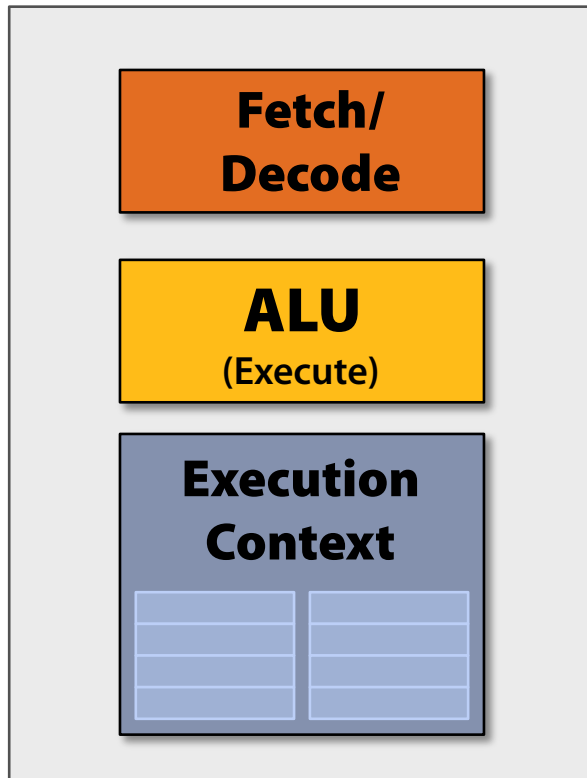 Fetch/
Decode
ALU
(Execute)
Execution
Context